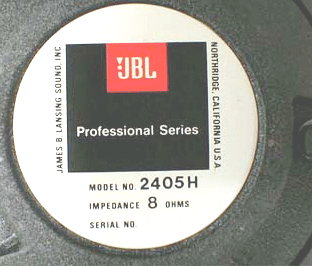 JBL
Professional Series
JAMES B LANSING SOUND, INC
NORTHRIDGE, CALIFORNIA U.S.A.
MODEL NO. 2405H
IMPEDANCE 8 OHMS
SERIAL NO.